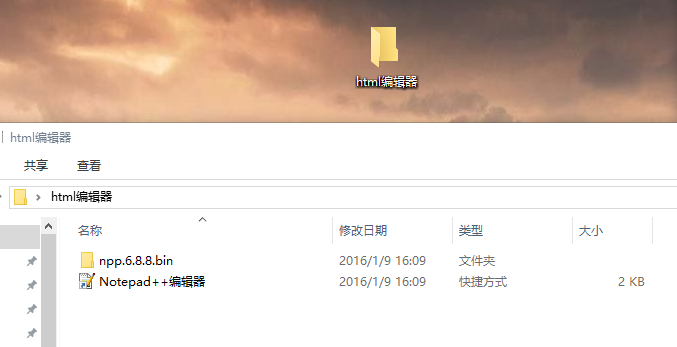 html编辑器
html编辑器
共享 查看
html编辑器
名称 修改日期 类型 大小
npp.6.8.8.bin 2016/1/9 16:09 文件夹
Notepad++编辑器 2016/1/9 16:09 快捷方式 2 KB